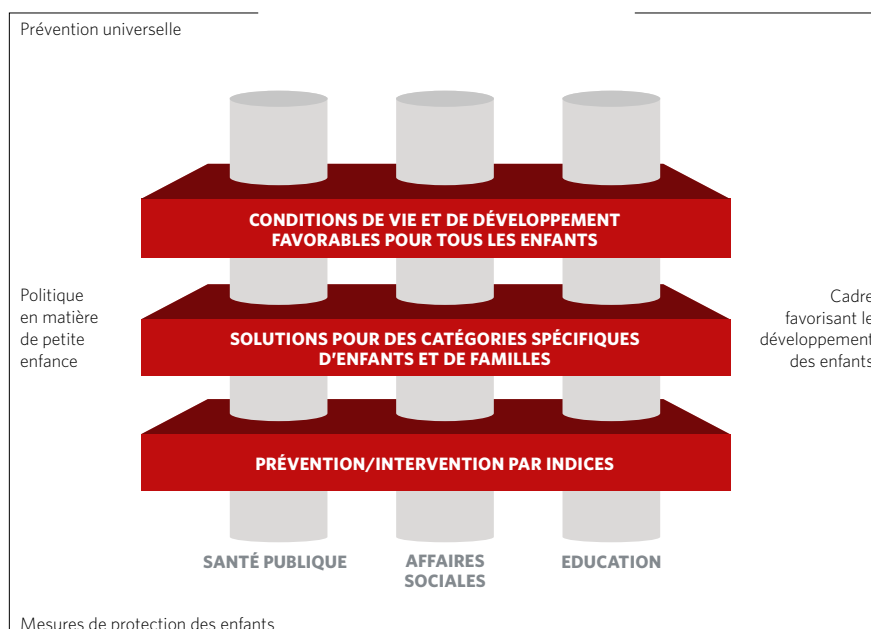 Prévention universelle
CONDITIONS DE VIE ET DE DÉVELOPPEMENT
FAVORABLES POUR TOUS LES ENFANTS
Politique
en matière
de petite
enfance
SOLUTIONS POUR DES CATÉGORIES SPÉCIFIQUES
D'ENFANTS ET DE FAMILLES
Cadre
favorisant le
développement
des enfants
PRÉVENTION/INTERVENTION PAR INDICES
SANTÉ PUBLIQUE
AFFAIRES
SOCIALES
EDUCATION
Mesures de protection des enfants